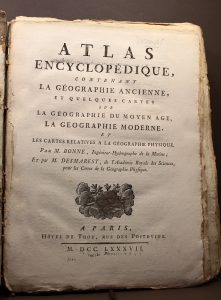 ATLAS
ENCYCLOPÉDIQUE,
CONTENANT
LA GÉOGRAPHIE ANCIENNE,
ET QUELQUES CARTES
SUR
LA GÉOGRAPHIE DU MOYEN AGE,
LA GÉOGRAPHIE MODERNE,
ET
LES CARTES RELATIVES A LA GÉOGRAPHIE PHYSIQUE.
Par M. BONNE, Ingénieur-Hydrographe de la Marine;
Et par M. DESMAREST, de l'Académie Royale des Sciences,
pour les Cartes de la Géographie Physique.
A PARIS,
HOTEL DE THOU, RUE DES POITEVINS.
M. DCC. LXXXVII.